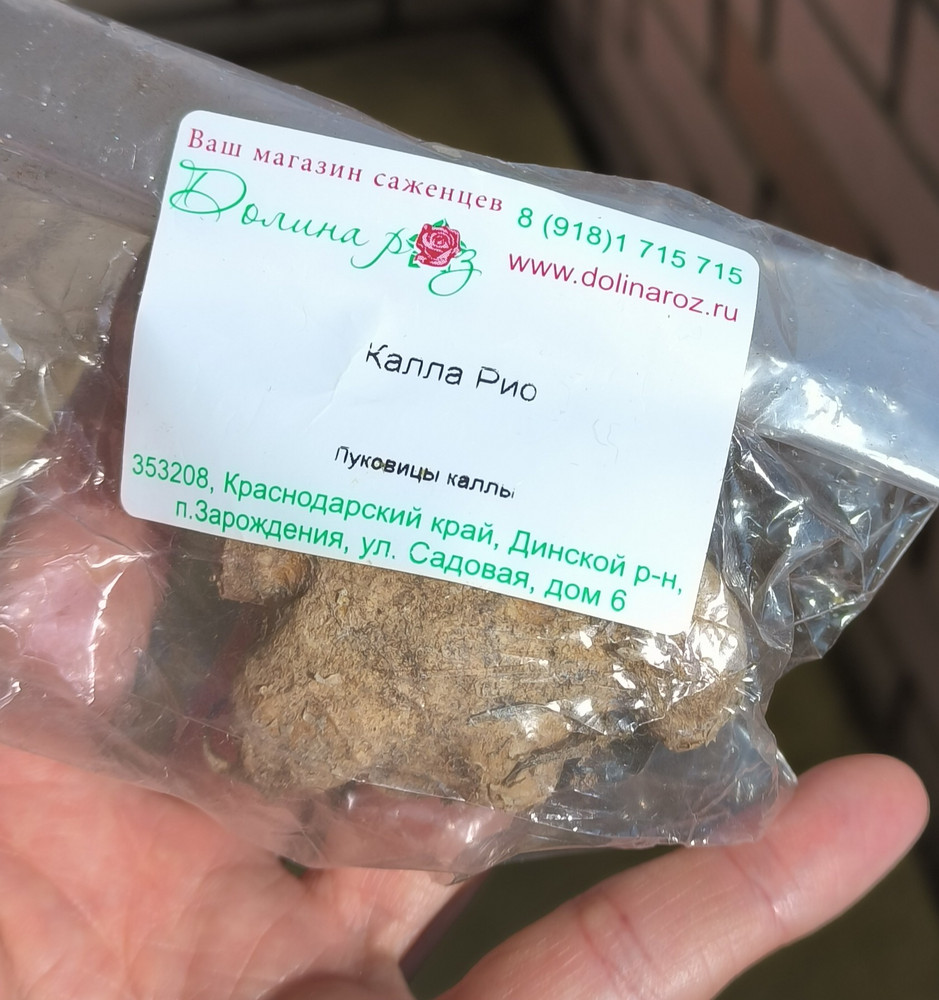 Ваш магазин саженцев
Долина роз
8 (918)1 715 715
www.dolinaroz.ru
Калла Рио
Луковицы каллы
353208, Краснодарский край, Динской р-н,
п.Зарождения, ул. Садовая, дом 6